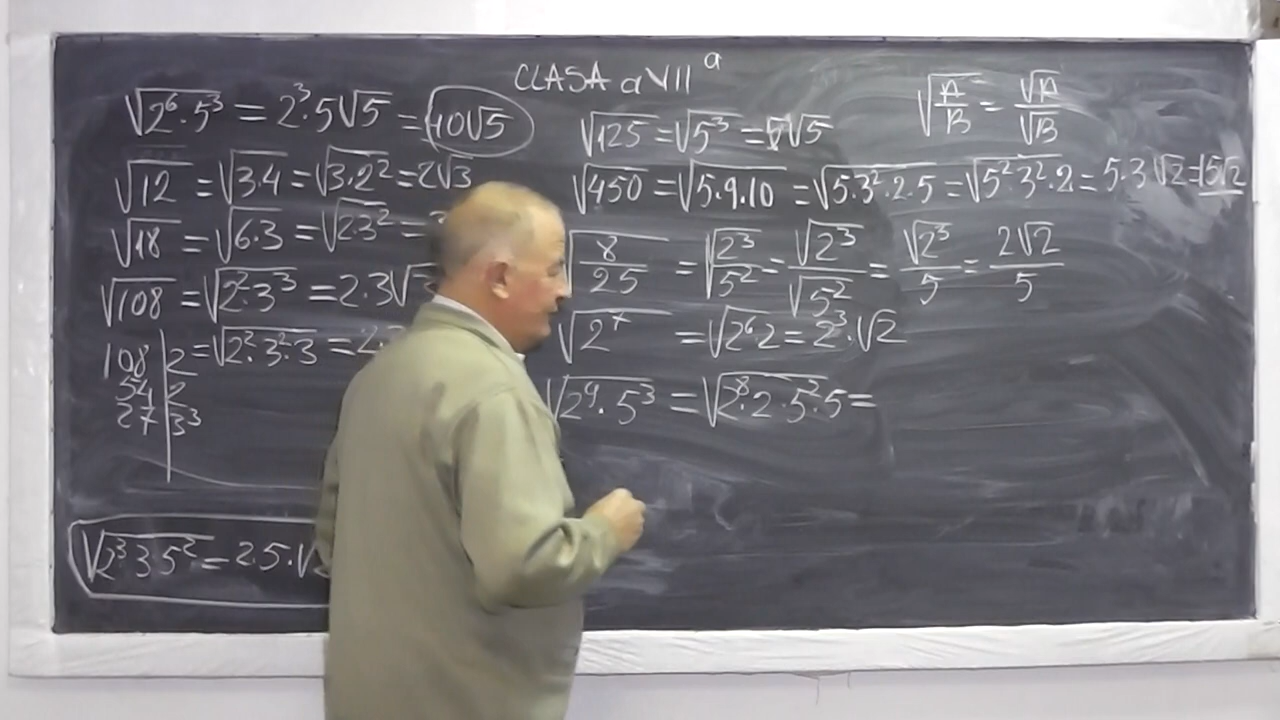 CLASA a VII a
√2⁶·5³ = 2³·5√5 = 40√5
√12 = √3·4 = √3·2² = 2√3
√18 = √6·3 = √2·3² =
√108 = √2²·3³ = 2·3√
= √2²·3²·3 = 2·
108 | 2
54 | 2
27 | 3³
√2³·3·5² = 2·5·√
√A/B = √A/√B
√125 = √5³ = 5√5
√450 = √5·9·10 = √5·3²·2·5 = √5²·3²·2 = 5·3√2 = 15√2
√8/25 = √2³/5² = √2³/√5² = √2³/5 = 2√2/5
√2⁷ = √2⁶·2 = 2³·√2
√2⁹·5³ = √2⁸·2·5²·5 =